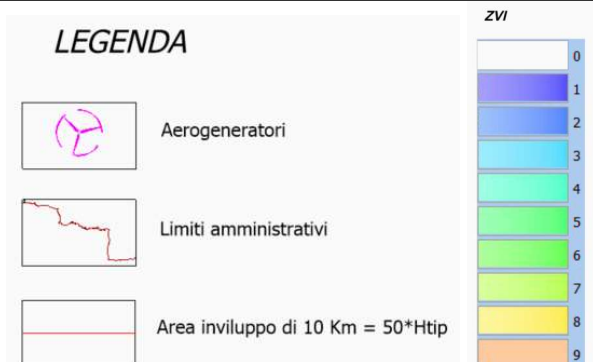 LEGENDA
Aerogeneratori
Limiti amministrativi
Area inviluppo di 10 Km = 50*Htip
ZVI
0
1
2
3
4
5
6
7
8
9